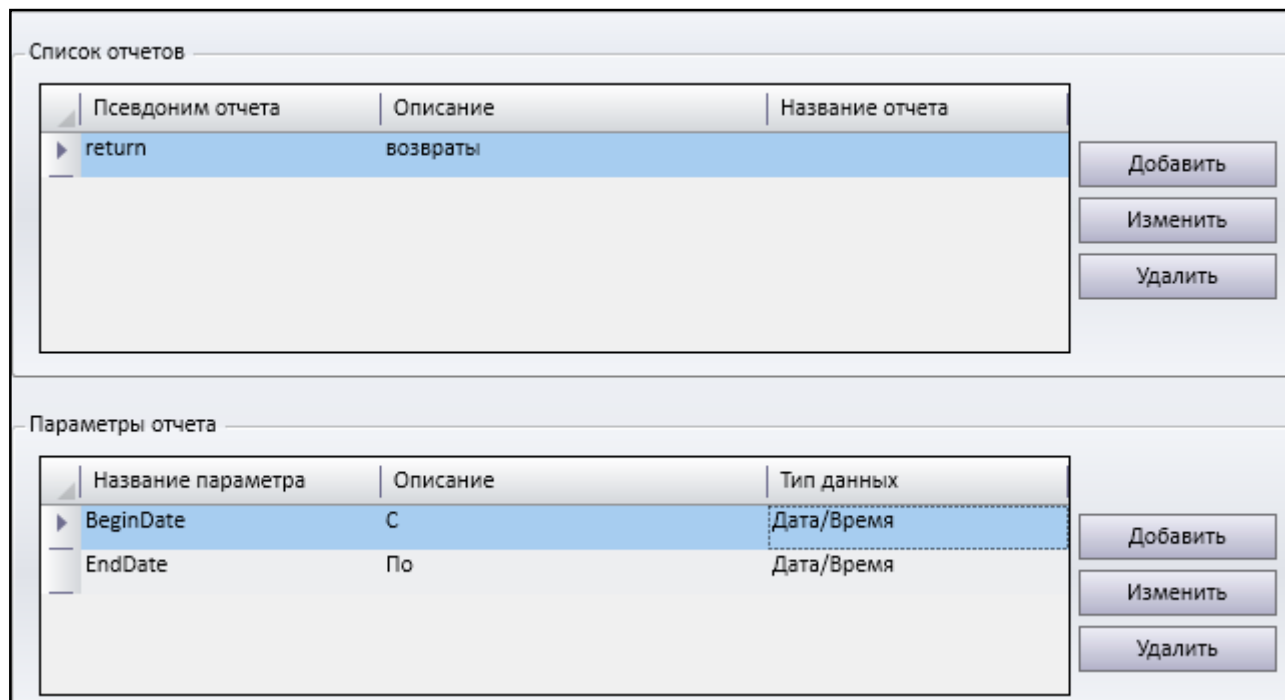 Список отчетов
Псевдоним отчета Описание Название отчета
return возвраты
Добавить
Изменить
Удалить
Параметры отчета
Название параметра Описание Тип данных
BeginDate С Дата/Время
EndDate По Дата/Время
Добавить
Изменить
Удалить